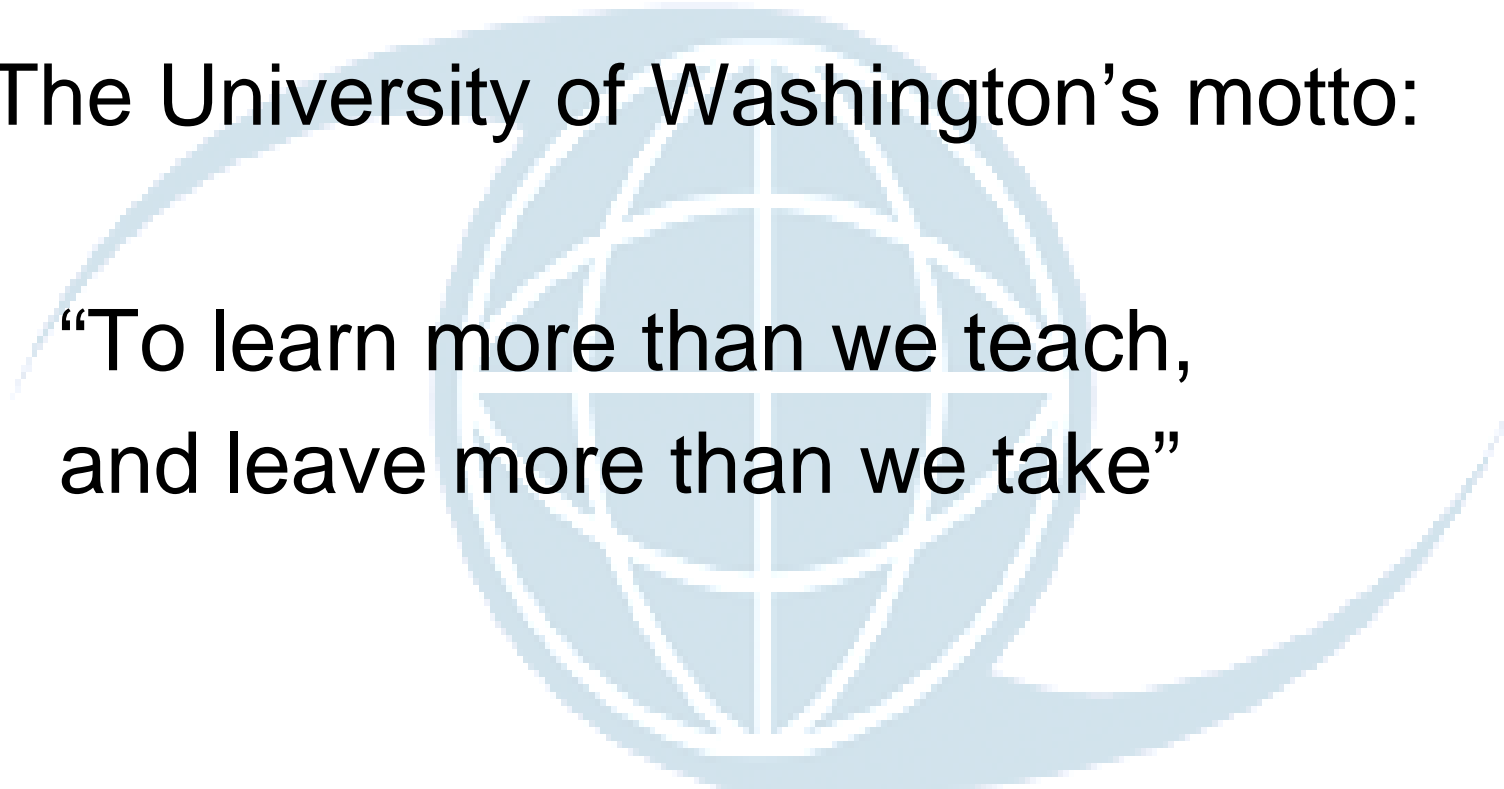 The University of Washington’s motto:
“To learn more than we teach,
and leave more than we take”